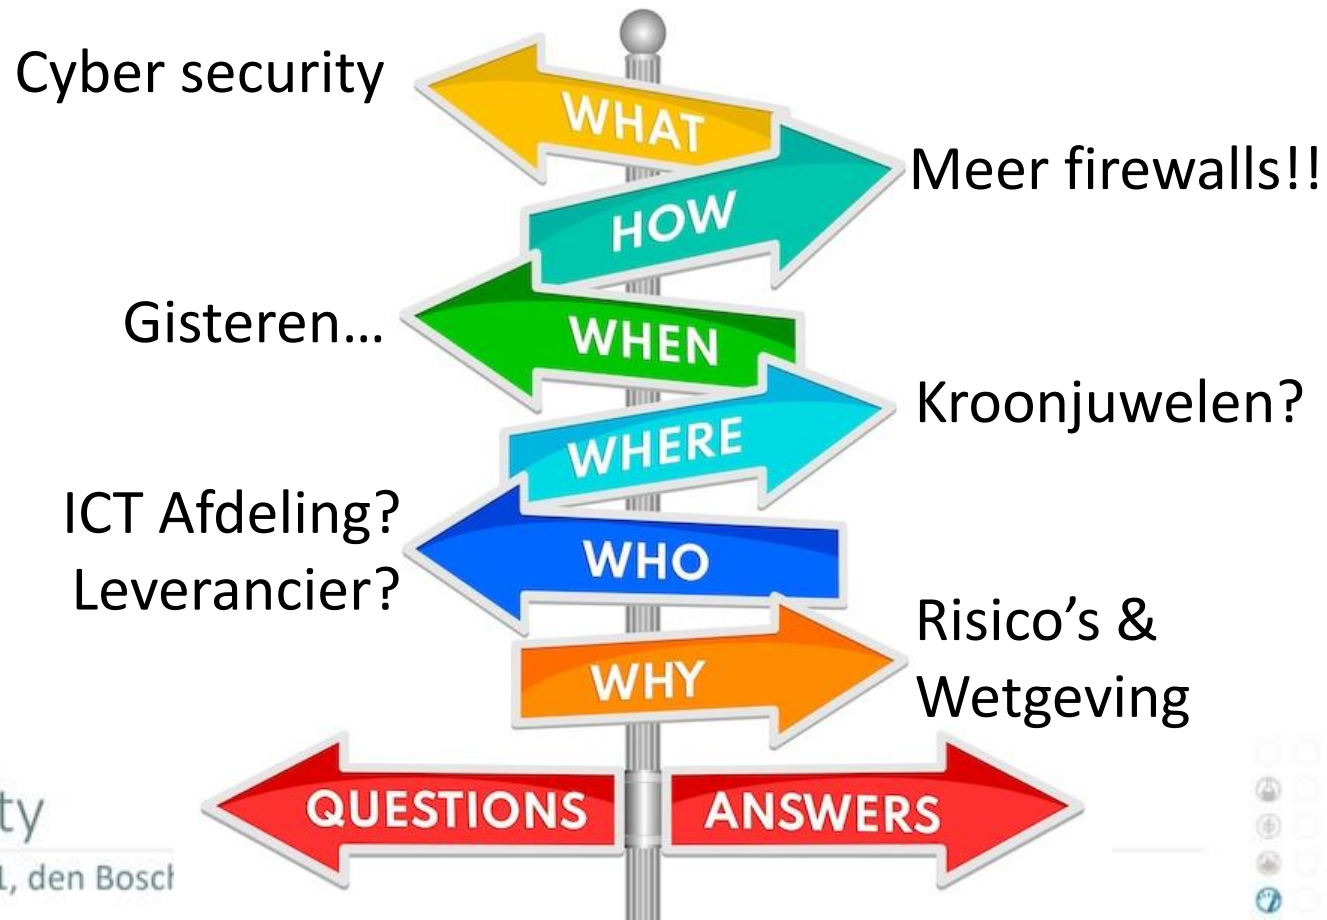 Cyber security
WHAT
Meer firewalls!!
HOW
Gisteren...
WHEN
Kroonjuwelen?
WHERE
ICT Afdeling?
Leverancier?
WHO
Risico’s &
Wetgeving
WHY
QUESTIONS
ANSWERS
den